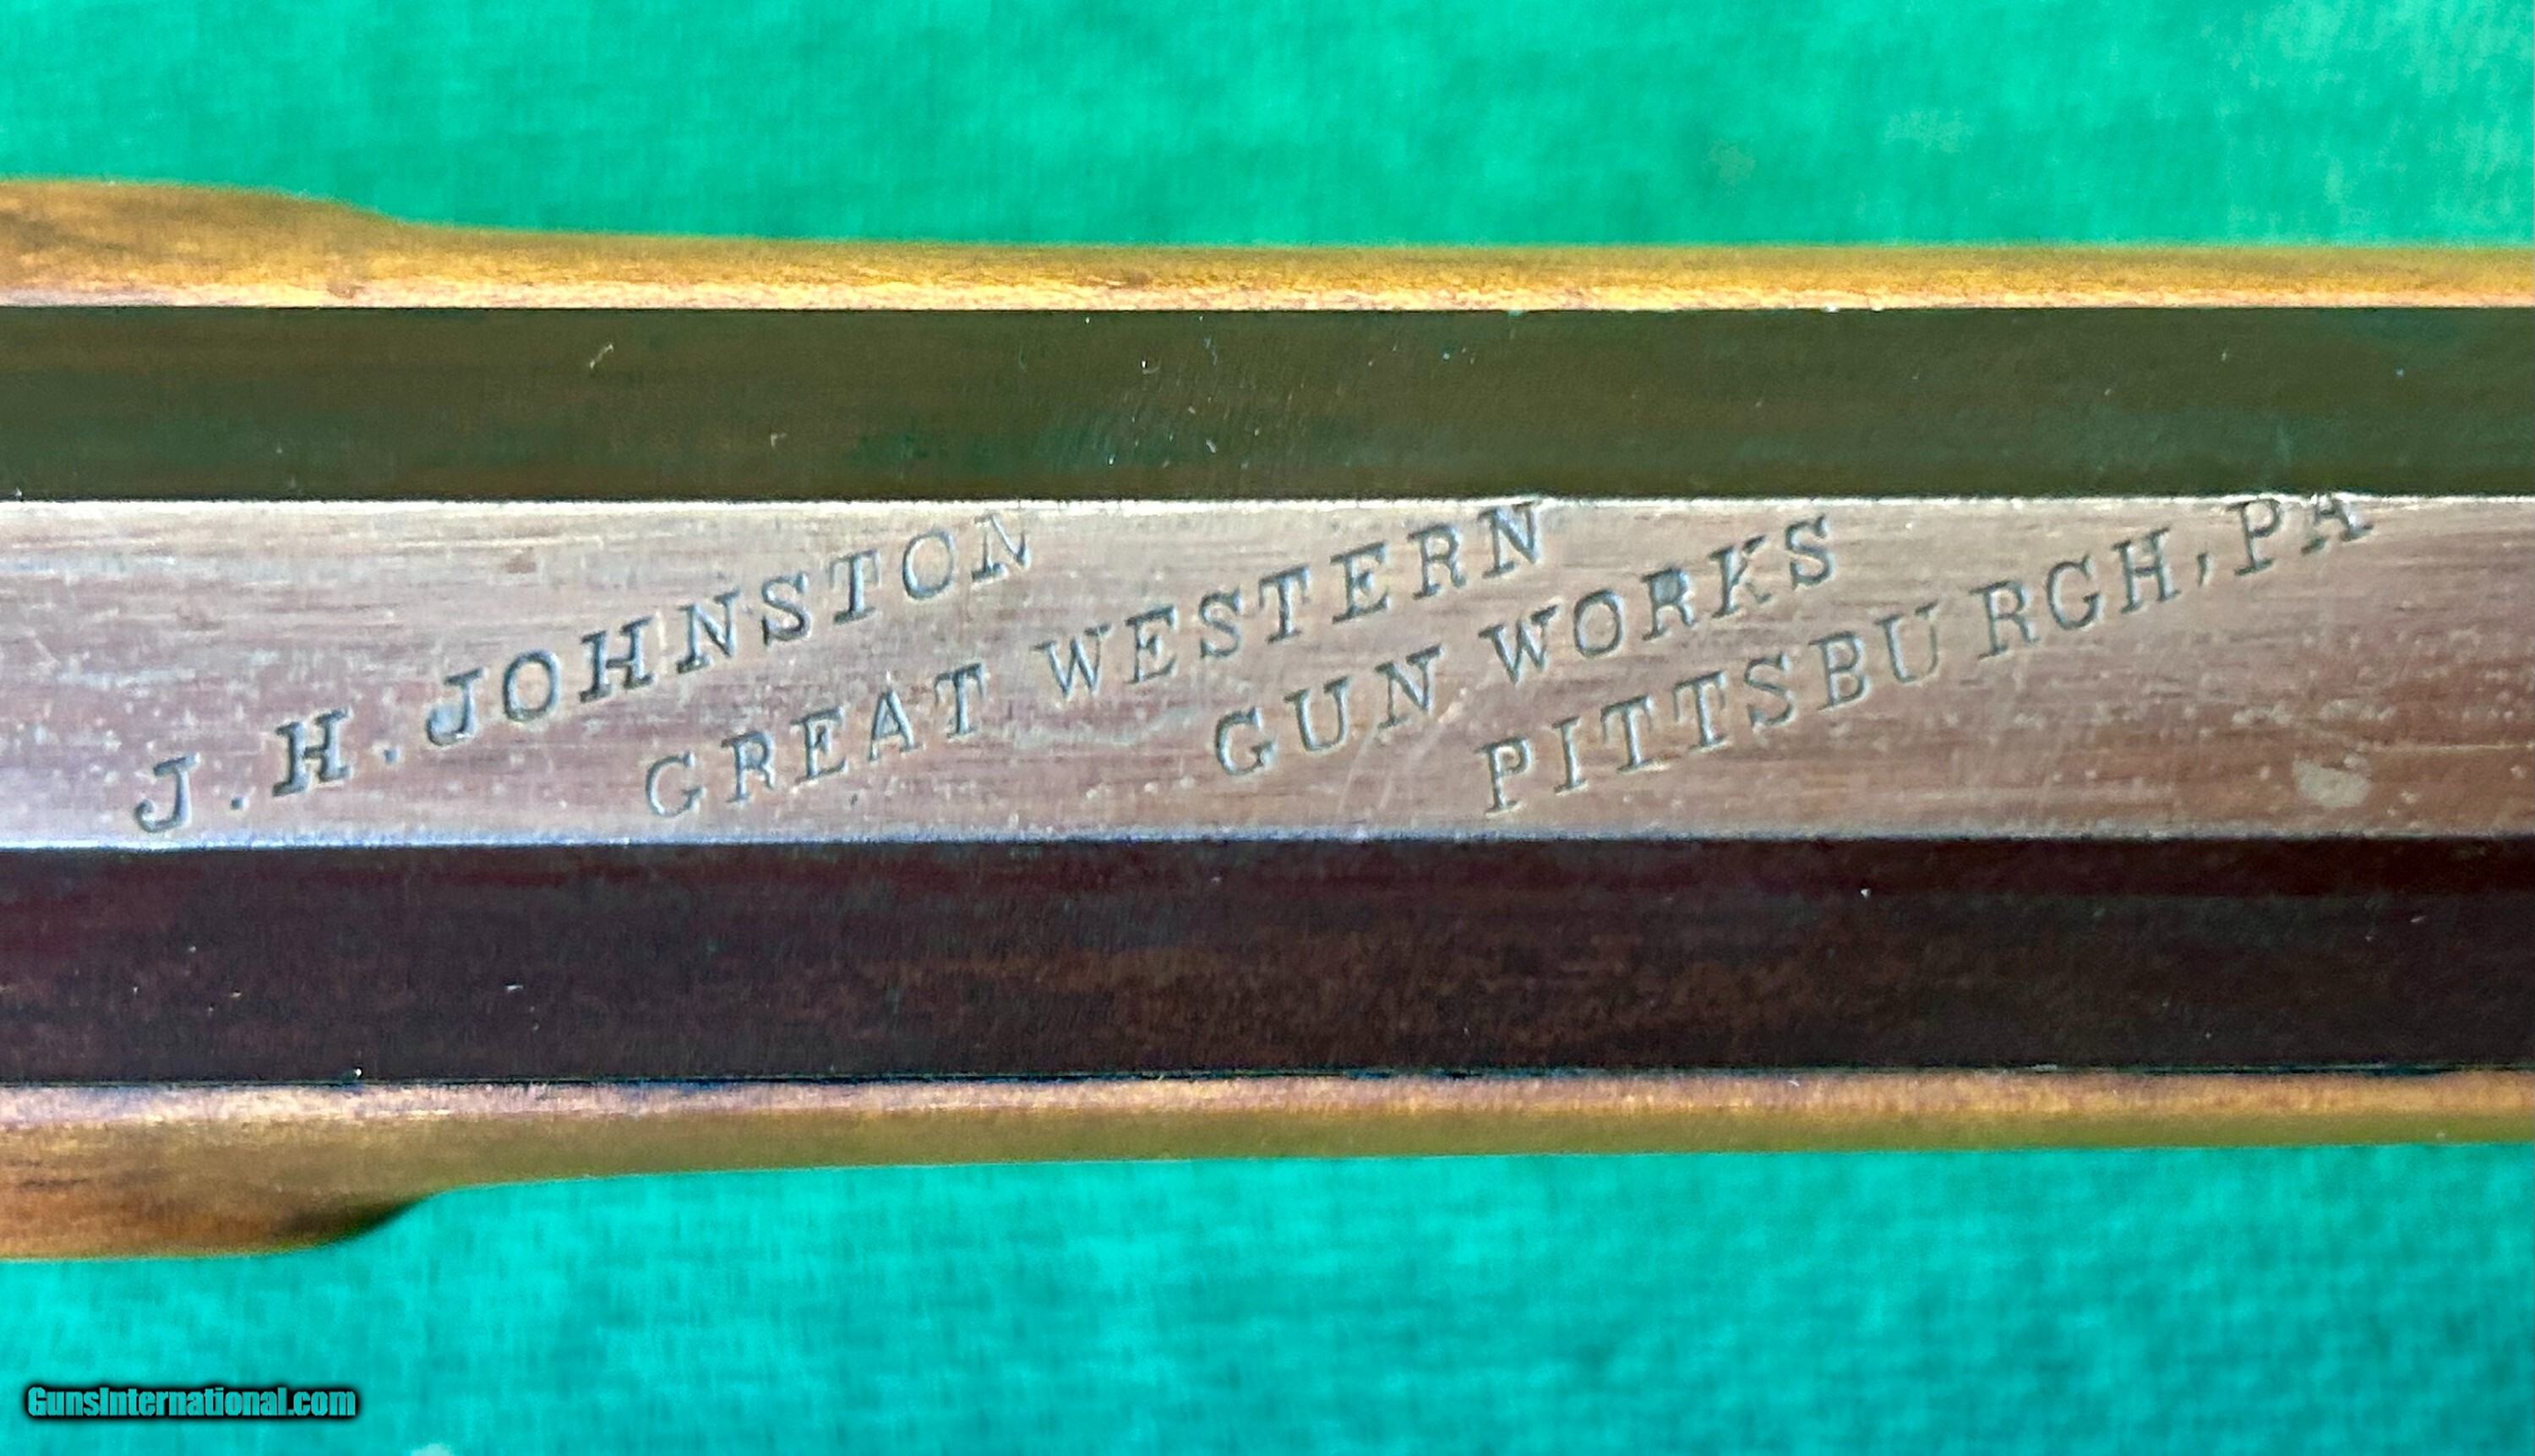 J. H. JOHNSTON
GREAT WESTERN
GUN WORKS
PITTSBURGH, PA
GunsInternational.com